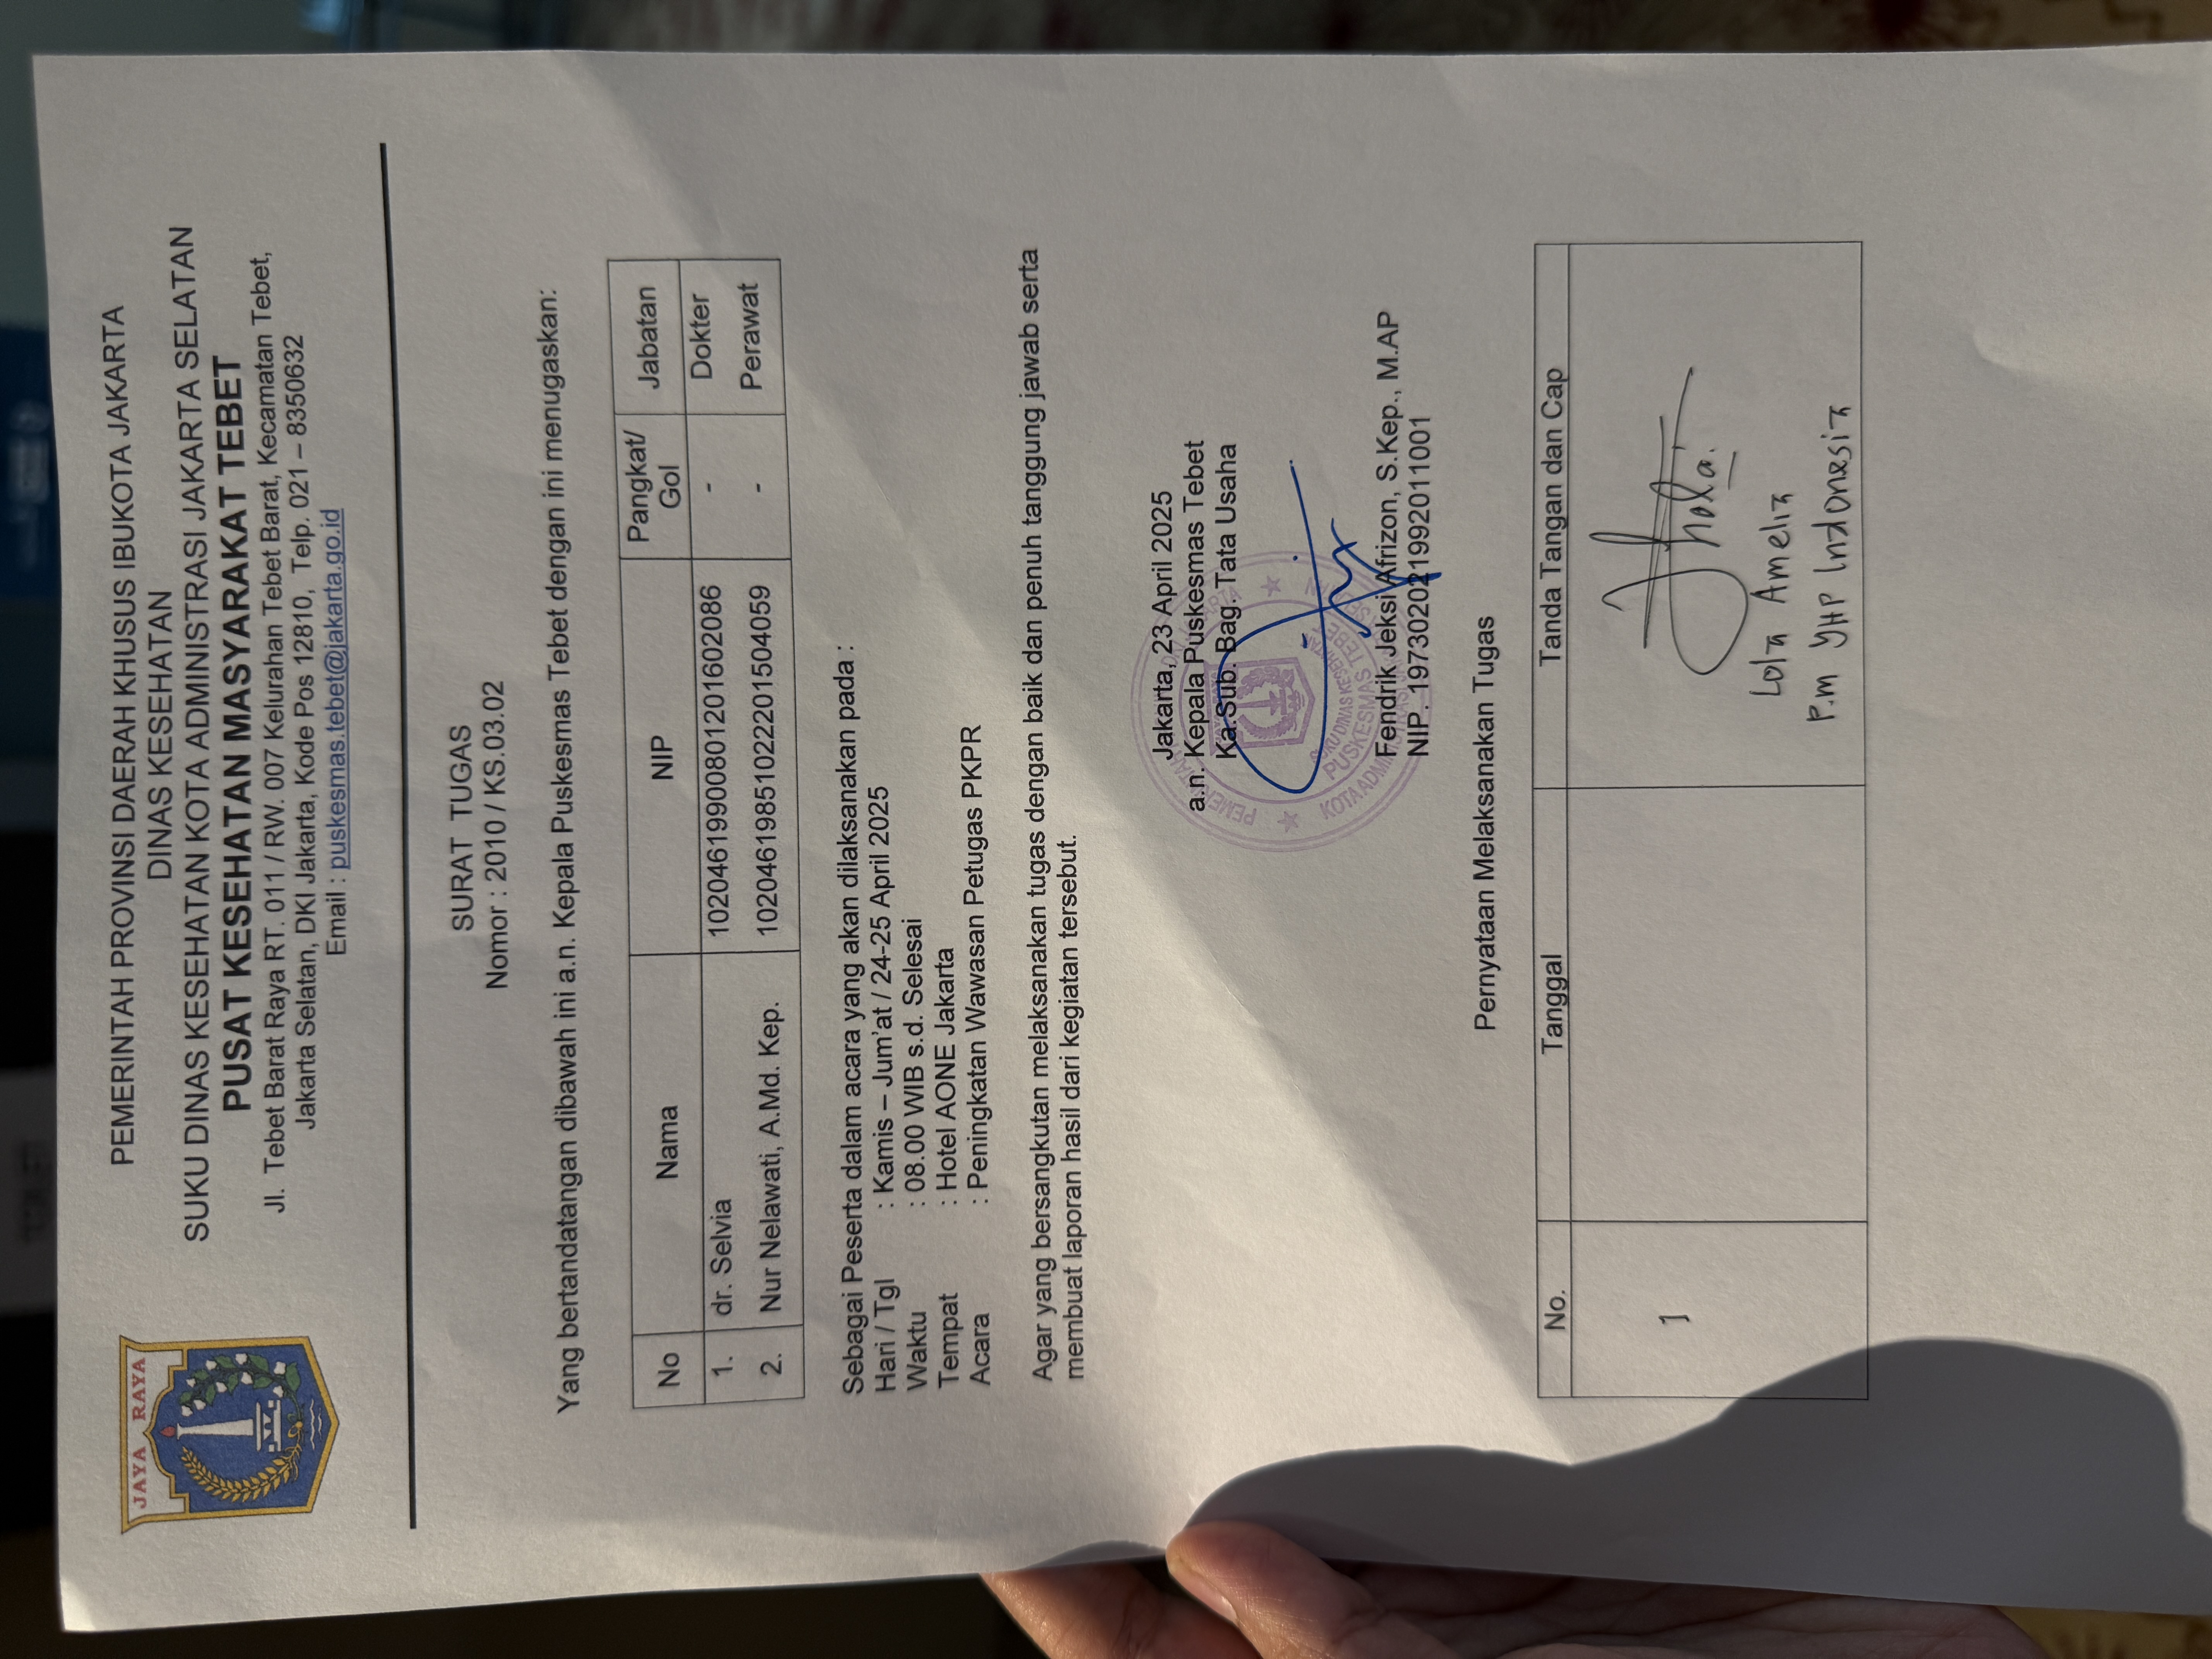 JAYA RAYA
PEMERINTAH PROVINSI DAERAH KHUSUS IBUKOTA JAKARTA
DINAS KESEHATAN
SUKU DINAS KESEHATAN KOTA ADMINISTRASI JAKARTA SELATAN
PUSAT KESEHATAN MASYARAKAT TEBET
Jl. Tebet Barat Raya RT. 011 / RW. 007 Kelurahan Tebet Barat, Kecamatan Tebet,
Jakarta Selatan, DKI Jakarta, Kode Pos 12810, Telp. 021 – 8350632
Email : puskesmas.tebet@jakarta.go.id
SURAT TUGAS
Nomor : 2010 / KS.03.02
Yang bertandatangan dibawah ini a.n. Kepala Puskesmas Tebet dengan ini menugaskan:
No Nama NIP Pangkat/ Gol Jabatan
1. dr. Selvia 10204619900801201602086 - Dokter
2. Nur Nelawati, A.Md. Kep. 10204619851022201504059 - Perawat
Sebagai Peserta dalam acara yang akan dilaksanakan pada :
Hari / Tgl : Kamis – Jum'at / 24-25 April 2025
Waktu : 08.00 WIB s.d. Selesai
Tempat : Hotel AONE Jakarta
Acara : Peningkatan Wawasan Petugas PKPR
Agar yang bersangkutan melaksanakan tugas dengan baik dan penuh tanggung jawab serta
membuat laporan hasil dari kegiatan tersebut.
Jakarta, 23 April 2025
a.n. Kepala Puskesmas Tebet
Ka.Sub. Bag. Tata Usaha
SUKU DINAS KESEHATAN
PUSKESMAS TEBET
Fendrik Jeksi Afrizon, S.Kep., M.AP
NIP. 197302021992011001
Pernyataan Melaksanakan Tugas
No. Tanggal Tanda Tangan dan Cap
1
Lola Amelia
P.m YHP Indonesia